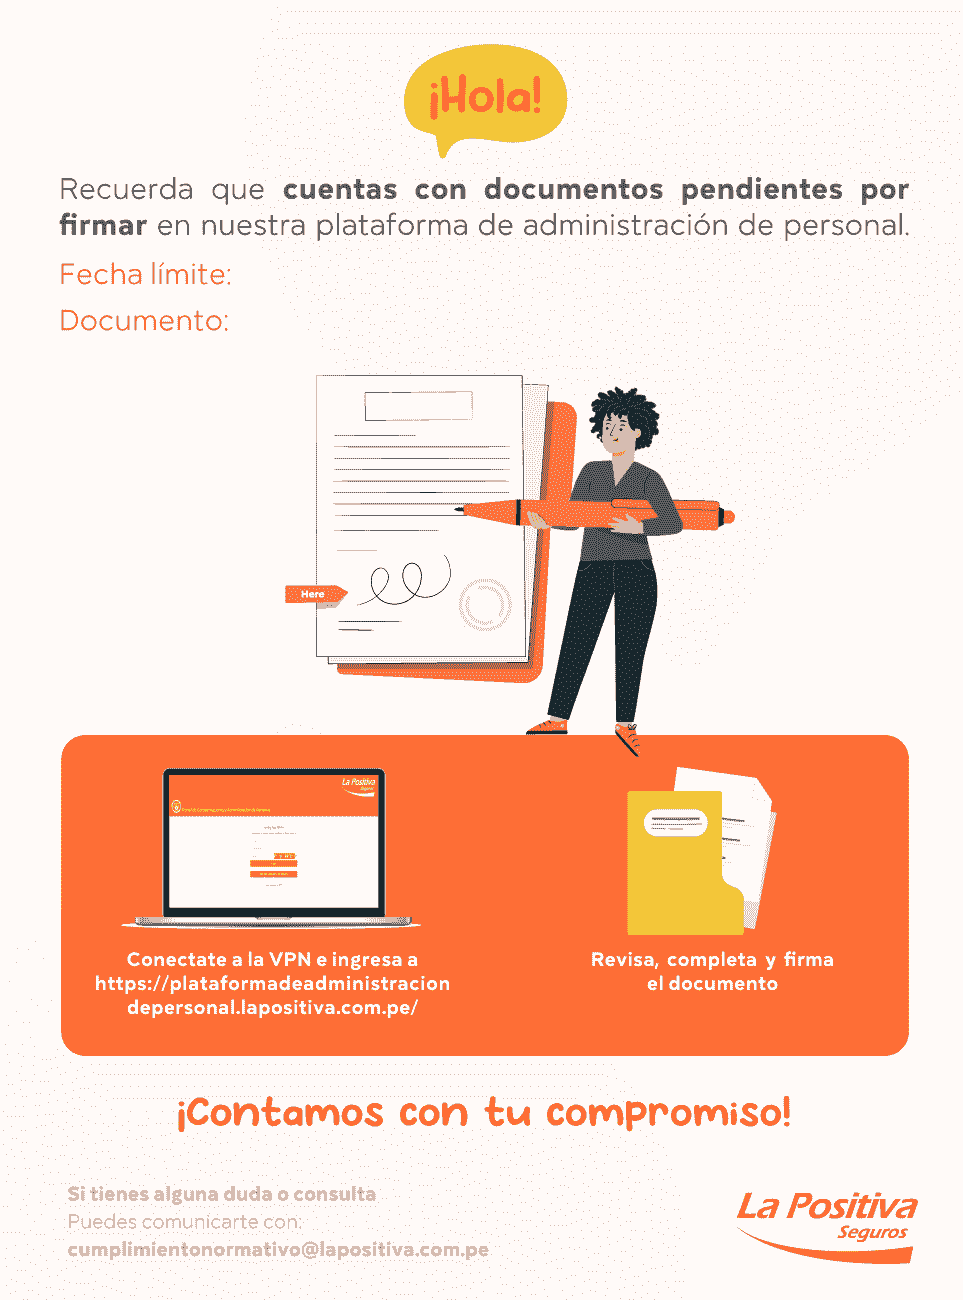 ¡Hola!
Recuerda que cuentas con documentos pendientes por
firmar en nuestra plataforma de administración de personal.
Fecha límite:
Documento:
Here
La Positiva
Seguros
Conectate a la VPN e ingresa a
https://plataformadeadministracion
depersonal.lapositiva.com.pe/
Revisa, completa y firma
el documento
¡Contamos con tu compromiso!
Si tienes alguna duda o consulta
Puedes comunicarte con:
cumplimientonormativo@lapositiva.com.pe
La Positiva
Seguros